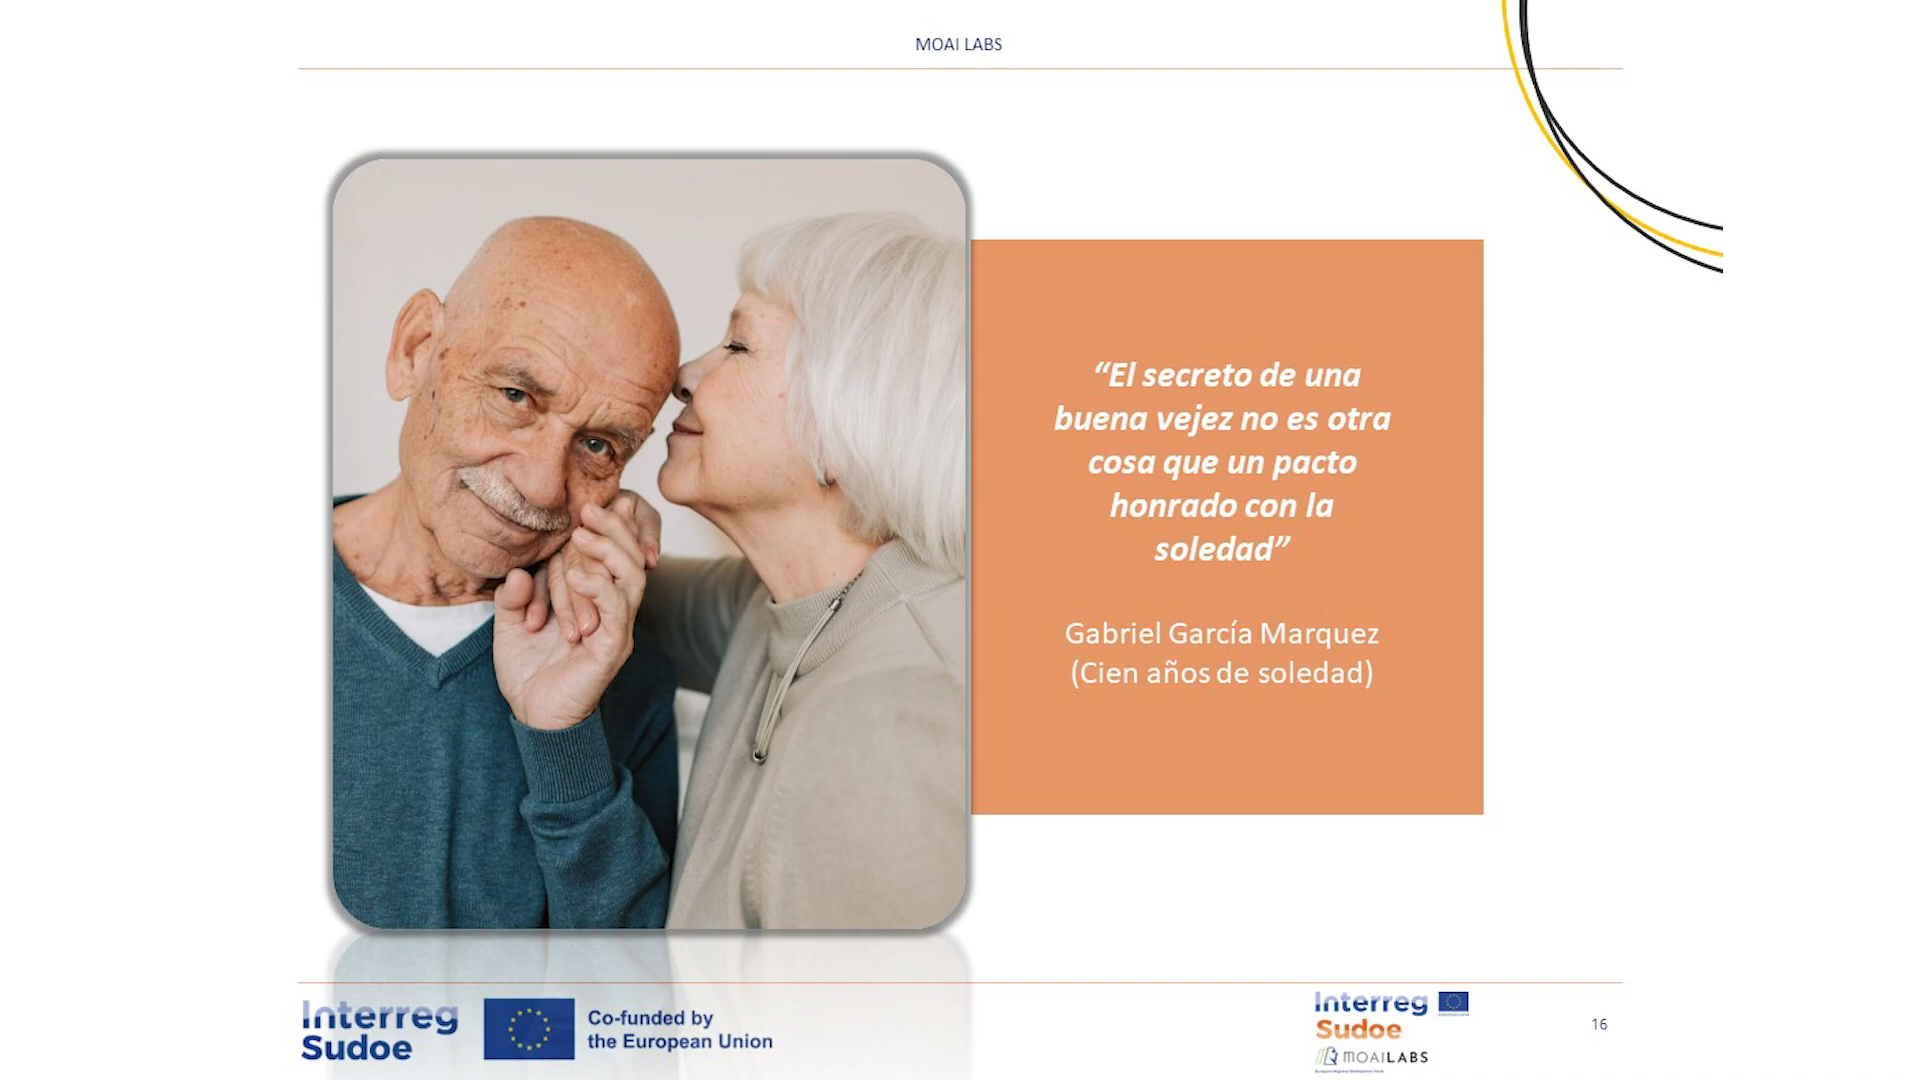 MOAI LABS
“El secreto de una
buena vejez no es otra
cosa que un pacto
honrado con la
soledad”
Gabriel García Marquez
(Cien años de soledad)
Interreg
Sudoe
Co-funded by
the European Union
Interreg
Sudoe
MOAILABS
16